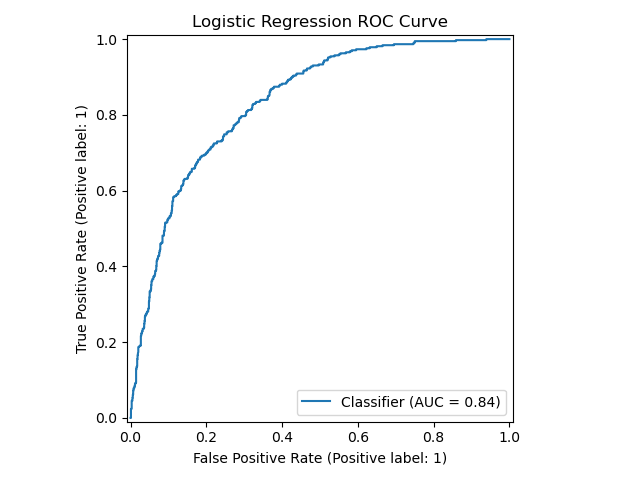 Logistic Regression ROC Curve
1.0
0.8
0.6
0.4
0.2
0.0
True Positive Rate (Positive label: 1)
Classifier (AUC = 0.84)
0.0 0.2 0.4 0.6 0.8 1.0
False Positive Rate (Positive label: 1)